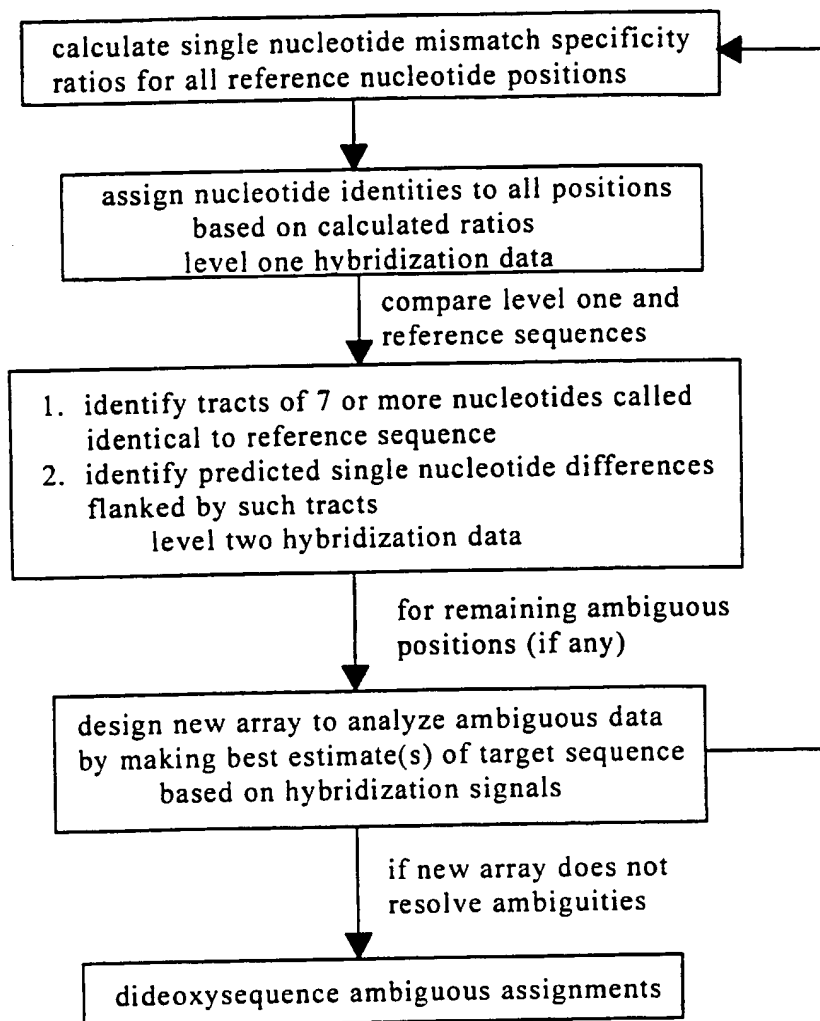 calculate single nucleotide mismatch specificity
ratios for all reference nucleotide positions
assign nucleotide identities to all positions
based on calculated ratios
level one hybridization data
compare level one and
reference sequences
1. identify tracts of 7 or more nucleotides called
identical to reference sequence
2. identify predicted single nucleotide differences
flanked by such tracts
level two hybridization data
for remaining ambiguous
positions (if any)
design new array to analyze ambiguous data
by making best estimate(s) of target sequence
based on hybridization signals
if new array does not
resolve ambiguities
dideoxysequence ambiguous assignments